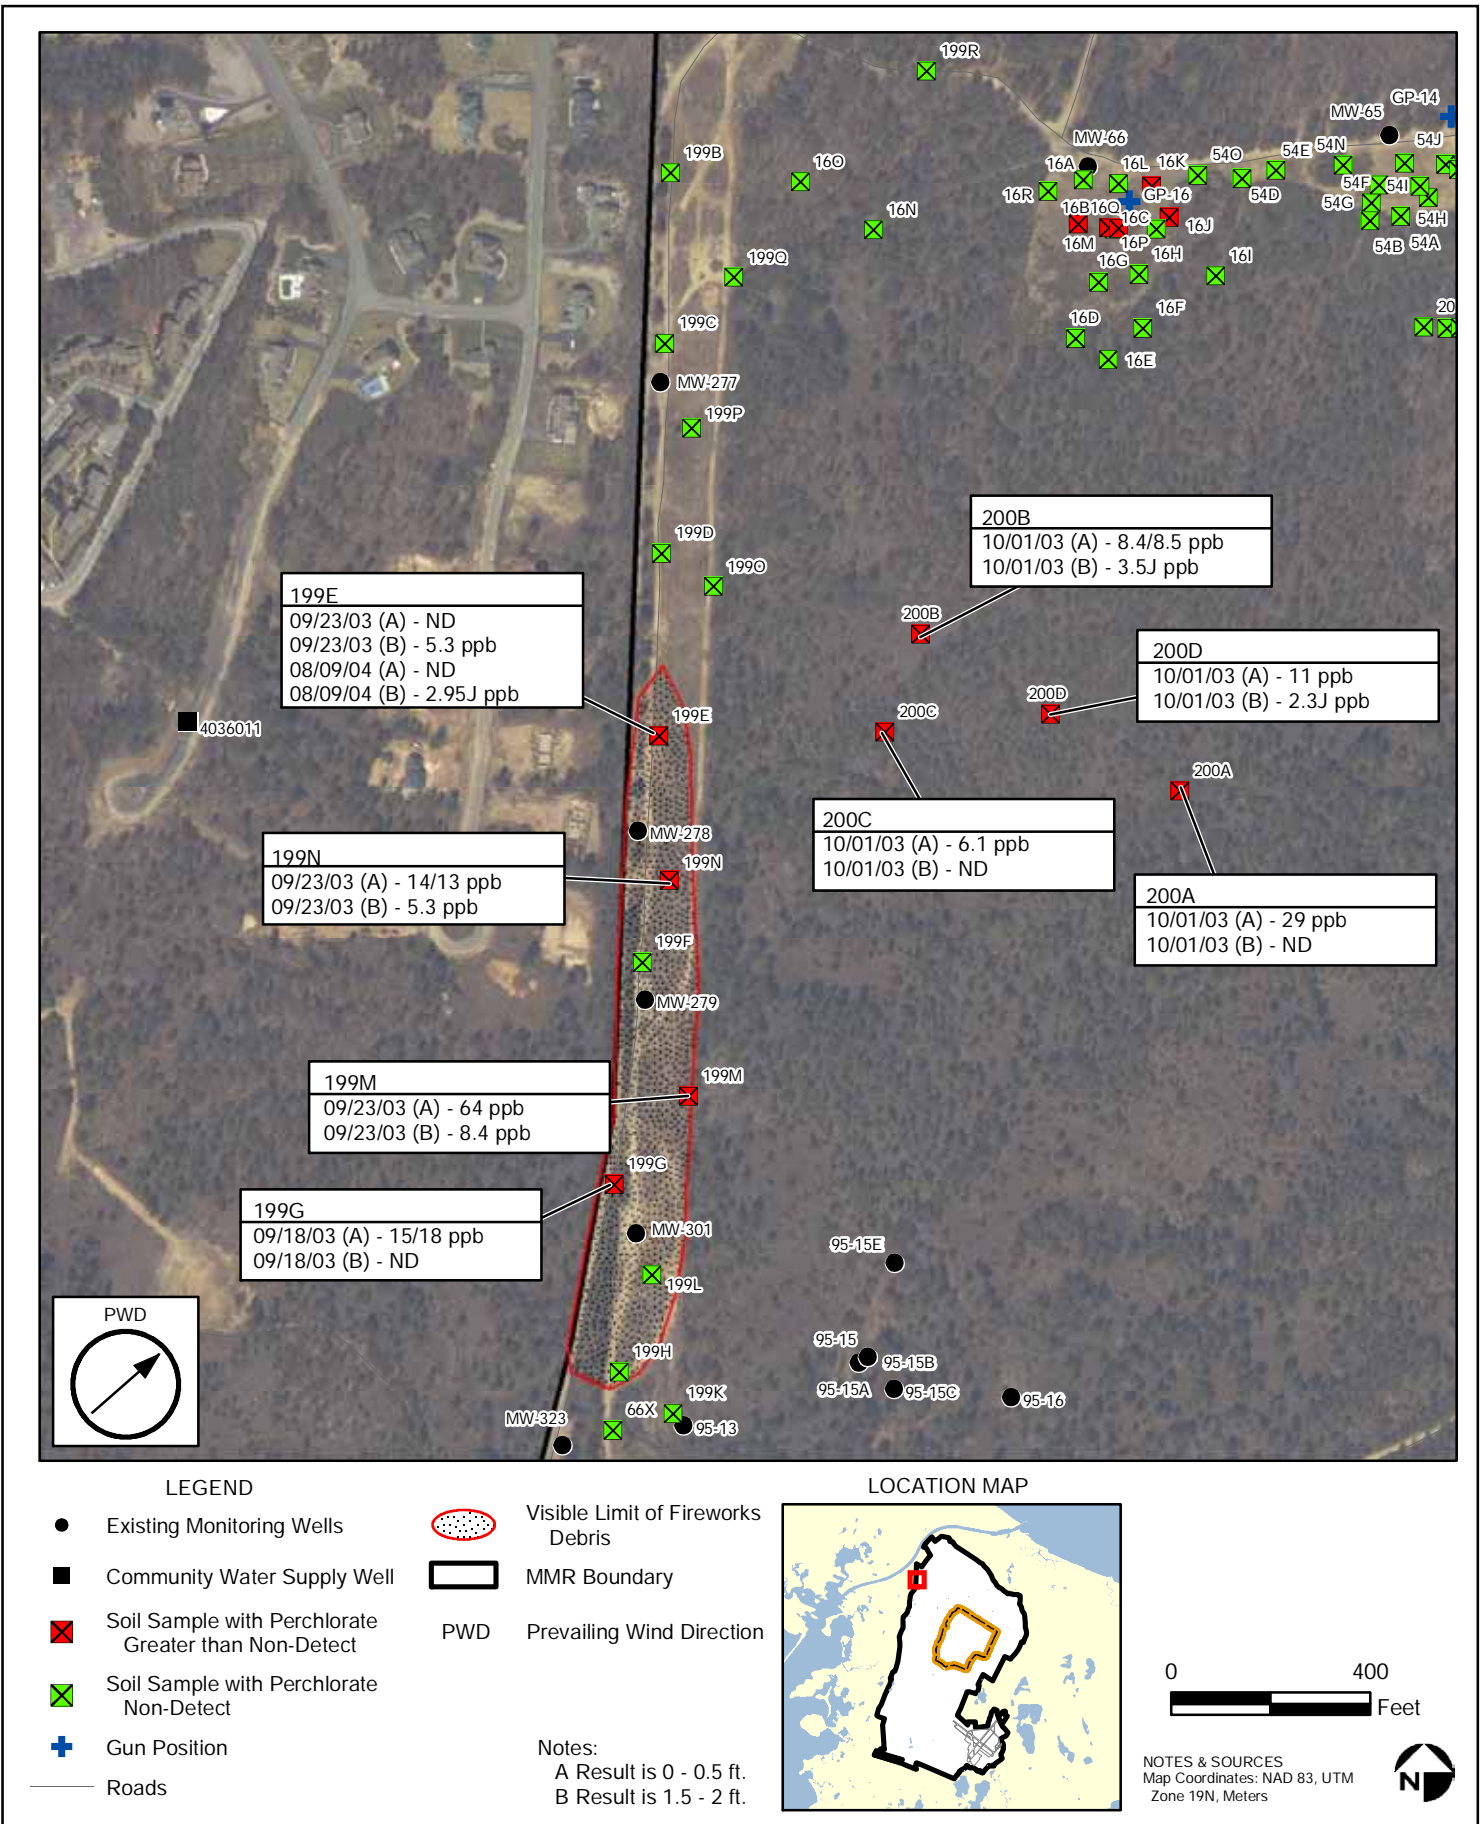 199R
GP-14
MW-65
MW-66
199B
16O
16A
16L
16K
54O
54E
54N
54J
16R
GP-16
54D
54F
54I
16N
16B
16Q
16C
16J
54G
54H
16M
16P
54B
54A
199Q
16G
16H
16I
199C
16D
16F
20
16E
MW-277
199P
200B
10/01/03 (A) - 8.4/8.5 ppb
10/01/03 (B) - 3.5J ppb
199D
199O
199E
09/23/03 (A) - ND
09/23/03 (B) - 5.3 ppb
08/09/04 (A) - ND
08/09/04 (B) - 2.95J ppb
200B
200D
10/01/03 (A) - 11 ppb
10/01/03 (B) - 2.3J ppb
200D
4036011
199E
200C
200A
MW-278
200C
10/01/03 (A) - 6.1 ppb
10/01/03 (B) - ND
199N
09/23/03 (A) - 14/13 ppb
09/23/03 (B) - 5.3 ppb
199N
200A
10/01/03 (A) - 29 ppb
10/01/03 (B) - ND
199F
MW-279
199M
09/23/03 (A) - 64 ppb
09/23/03 (B) - 8.4 ppb
199M
199G
199G
09/18/03 (A) - 15/18 ppb
09/18/03 (B) - ND
MW-301
95-15E
199L
PWD
95-15
95-15B
199H
95-15A
95-15C
95-16
199K
MW-323
66X
95-13
LEGEND
Existing Monitoring Wells
Community Water Supply Well
Soil Sample with Perchlorate
Greater than Non-Detect
Soil Sample with Perchlorate
Non-Detect
Gun Position
Roads
Visible Limit of Fireworks
Debris
MMR Boundary
PWD Prevailing Wind Direction
Notes:
A Result is 0 - 0.5 ft.
B Result is 1.5 - 2 ft.
LOCATION MAP
0 400
Feet
NOTES & SOURCES
Map Coordinates: NAD 83, UTM
Zone 19N, Meters
N